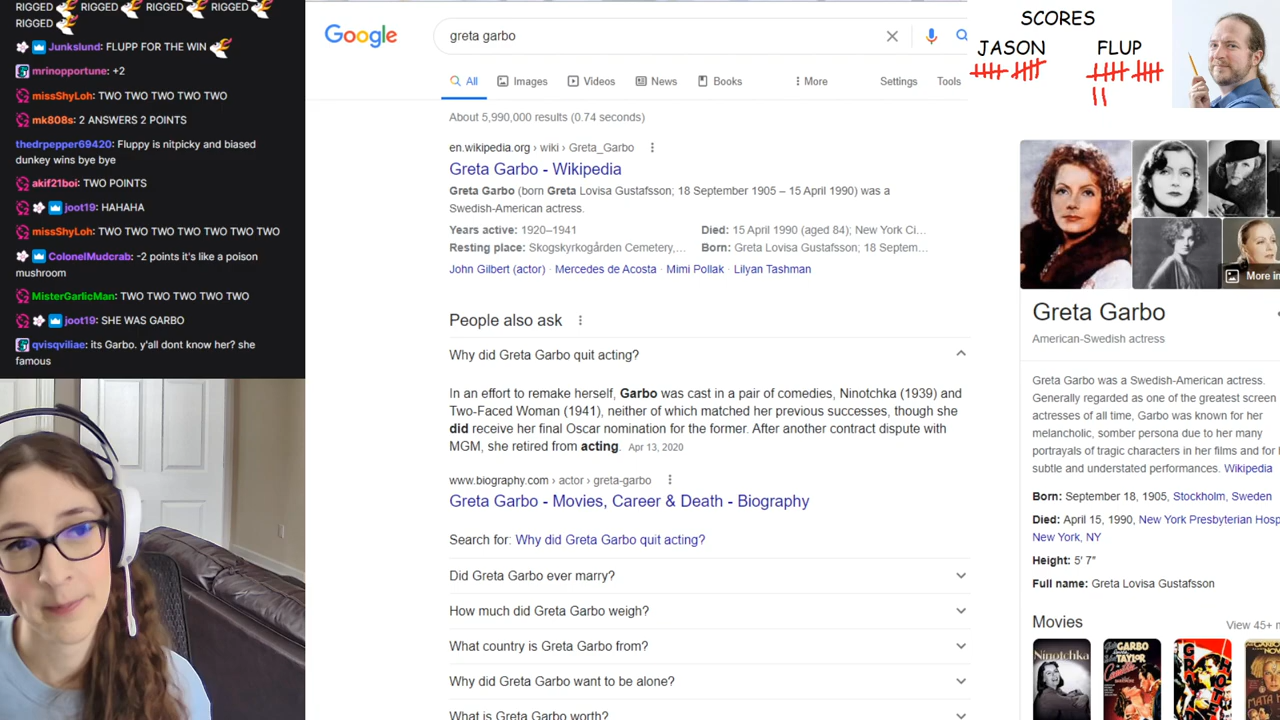 RIGGED RIGGED RIGGED RIGGED
RIGGED
Junkslund: FLUPP FOR THE WIN
mrinopportune: +2
missShyLoh: TWO TWO TWO TWO TWO
mk808s: 2 ANSWERS 2 POINTS
thedrpepper69420: Fluppy is nitpicky and biased
dunkey wins bye bye
akif21boi: TWO POINTS
joot19: HAHAHA
missShyLoh: TWO TWO TWO TWO TWO TWO TWO
ColonelMudcrab: -2 points it's like a poison
mushroom
MisterGarlicMan: TWO TWO TWO TWO TWO
joot19: SHE WAS GARBO
qvisqviliae: its Garbo. y'all dont know her? she
famous
Google
greta garbo
All Images Videos News Books More Settings Tools
About 5,990,000 results (0.74 seconds)
en.wikipedia.org › wiki › Greta_Garbo
Greta Garbo - Wikipedia
Greta Garbo (born Greta Lovisa Gustafsson; 18 September 1905 – 15 April 1990) was a
Swedish-American actress.
Years active: 1920–1941 Died: 15 April 1990 (aged 84); New York Ci...
Resting place: Skogskyrkogården Cemetery,... Born: Greta Lovisa Gustafsson; 18 Septem...
John Gilbert (actor) · Mercedes de Acosta · Mimi Pollak · Lilyan Tashman
People also ask
Why did Greta Garbo quit acting?
In an effort to remake herself, Garbo was cast in a pair of comedies, Ninotchka (1939) and
Two-Faced Woman (1941), neither of which matched her previous successes, though she
did receive her final Oscar nomination for the former. After another contract dispute with
MGM, she retired from acting. Apr 13, 2020
www.biography.com › actor › greta-garbo
Greta Garbo - Movies, Career & Death - Biography
Search for: Why did Greta Garbo quit acting?
Did Greta Garbo ever marry?
How much did Greta Garbo weigh?
What country is Greta Garbo from?
Why did Greta Garbo want to be alone?
What is Greta Garbo worth?
SCORES
JASON FLUP
More in
Greta Garbo
American-Swedish actress
Greta Garbo was a Swedish-American actress.
Generally regarded as one of the greatest screen
actresses of all time, Garbo was known for her
melancholic, somber persona due to her many
portrayals of tragic characters in her films and for
subtle and understated performances. Wikipedia
Born: September 18, 1905, Stockholm, Sweden
Died: April 15, 1990, New York Presbyterian Hosp
New York, NY
Height: 5′ 7″
Full name: Greta Lovisa Gustafsson
Movies View 45+
Ninotchka
GARBO
TAYLOR
Camille
MATA